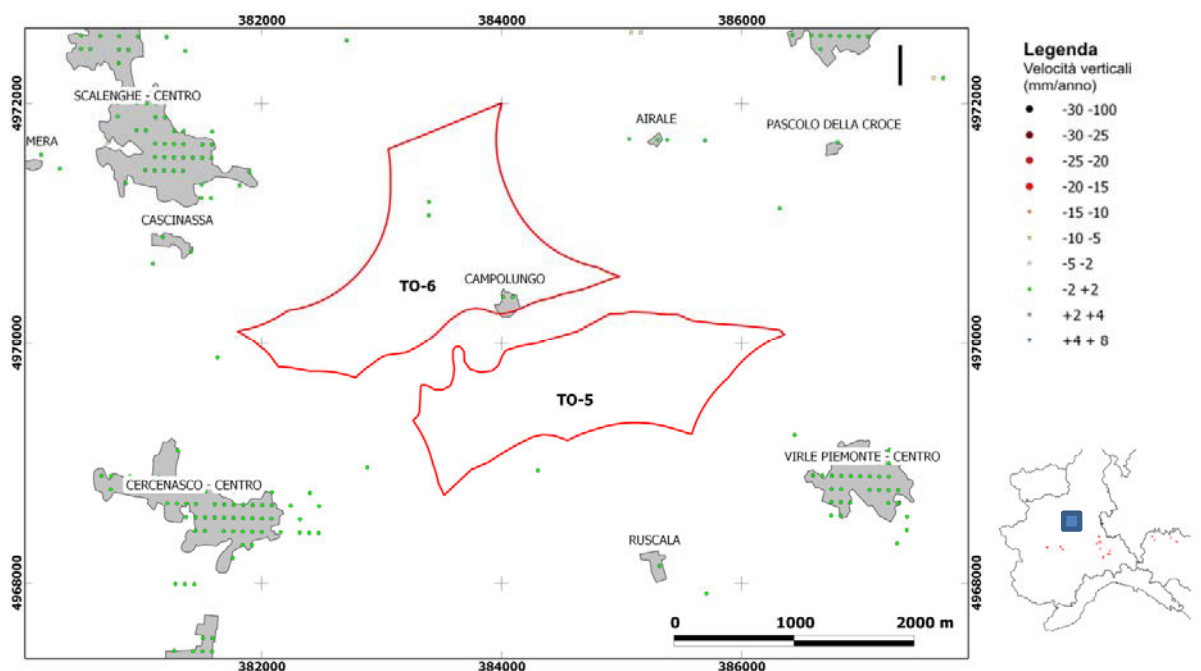 382000
384000
386000
4972000
4972000
SCALENGHE - CENTRO
MERA
CASCINASSA
AIRALE
PASCOLO DELLA CROCE
TO-6
CAMPOLUNGO
4970000
4970000
TO-5
CERCENASCO - CENTRO
VIRLE PIEMONTE - CENTRO
RUSCALA
4968000
4968000
0 1000 2000 m
382000
384000
386000
Legenda
Velocità verticali
(mm/anno)
-30 -100
-30 -25
-25 -20
-20 -15
-15 -10
-10 -5
-5 -2
-2 +2
+2 +4
+4 + 8